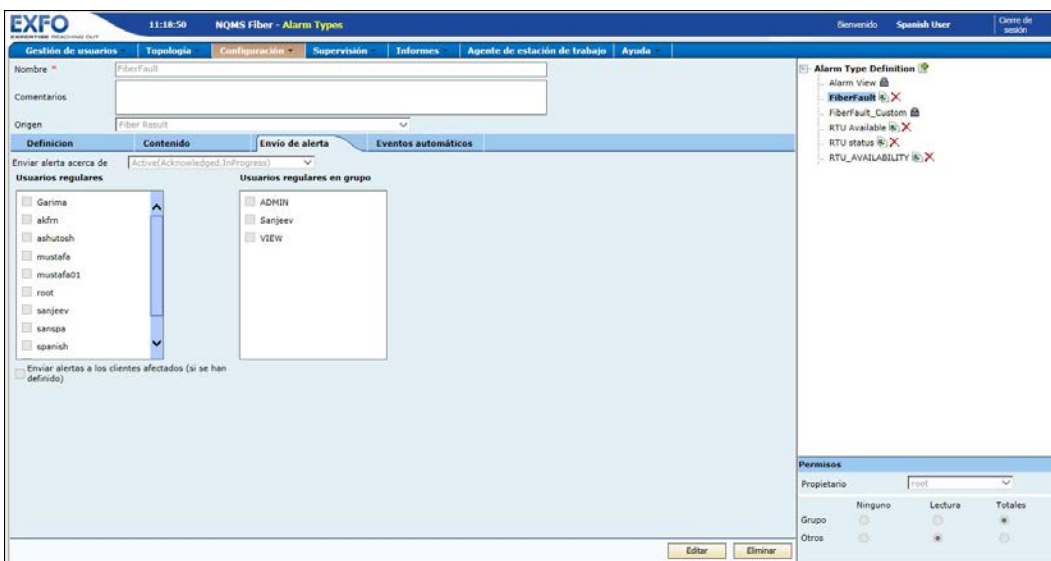 EXFO
EXPERTISE REACHING OUT
11:18:50
NQMS Fiber - Alarm Types
Bienvenido Spanish User
Cierre de sesión
Gestión de usuarios Topología Configuración Supervisión Informes Agente de estación de trabajo Ayuda
Nombre * FiberFault
Comentarios
Origen Fiber Result
Definicion Contenido Envío de alerta Eventos automáticos
Enviar alerta acerca de Active(Acknowledged.InProgress)
Usuarios regulares
Garima
akfrn
ashutosh
mustafa
mustafa01
root
sanjeev
sanspa
spanish
Usuarios regulares en grupo
ADMIN
Sanjeev
VIEW
Enviar alertas a los clientes afectados (si se han
definido)
Editar Eliminar
Alarm Type Definition
Alarm View
FiberFault
FiberFault_Custom
RTU Available
RTU status
RTU_AVAILABILITY
Permisos
Propietario root
Ninguno Lectura Totales
Grupo
Otros